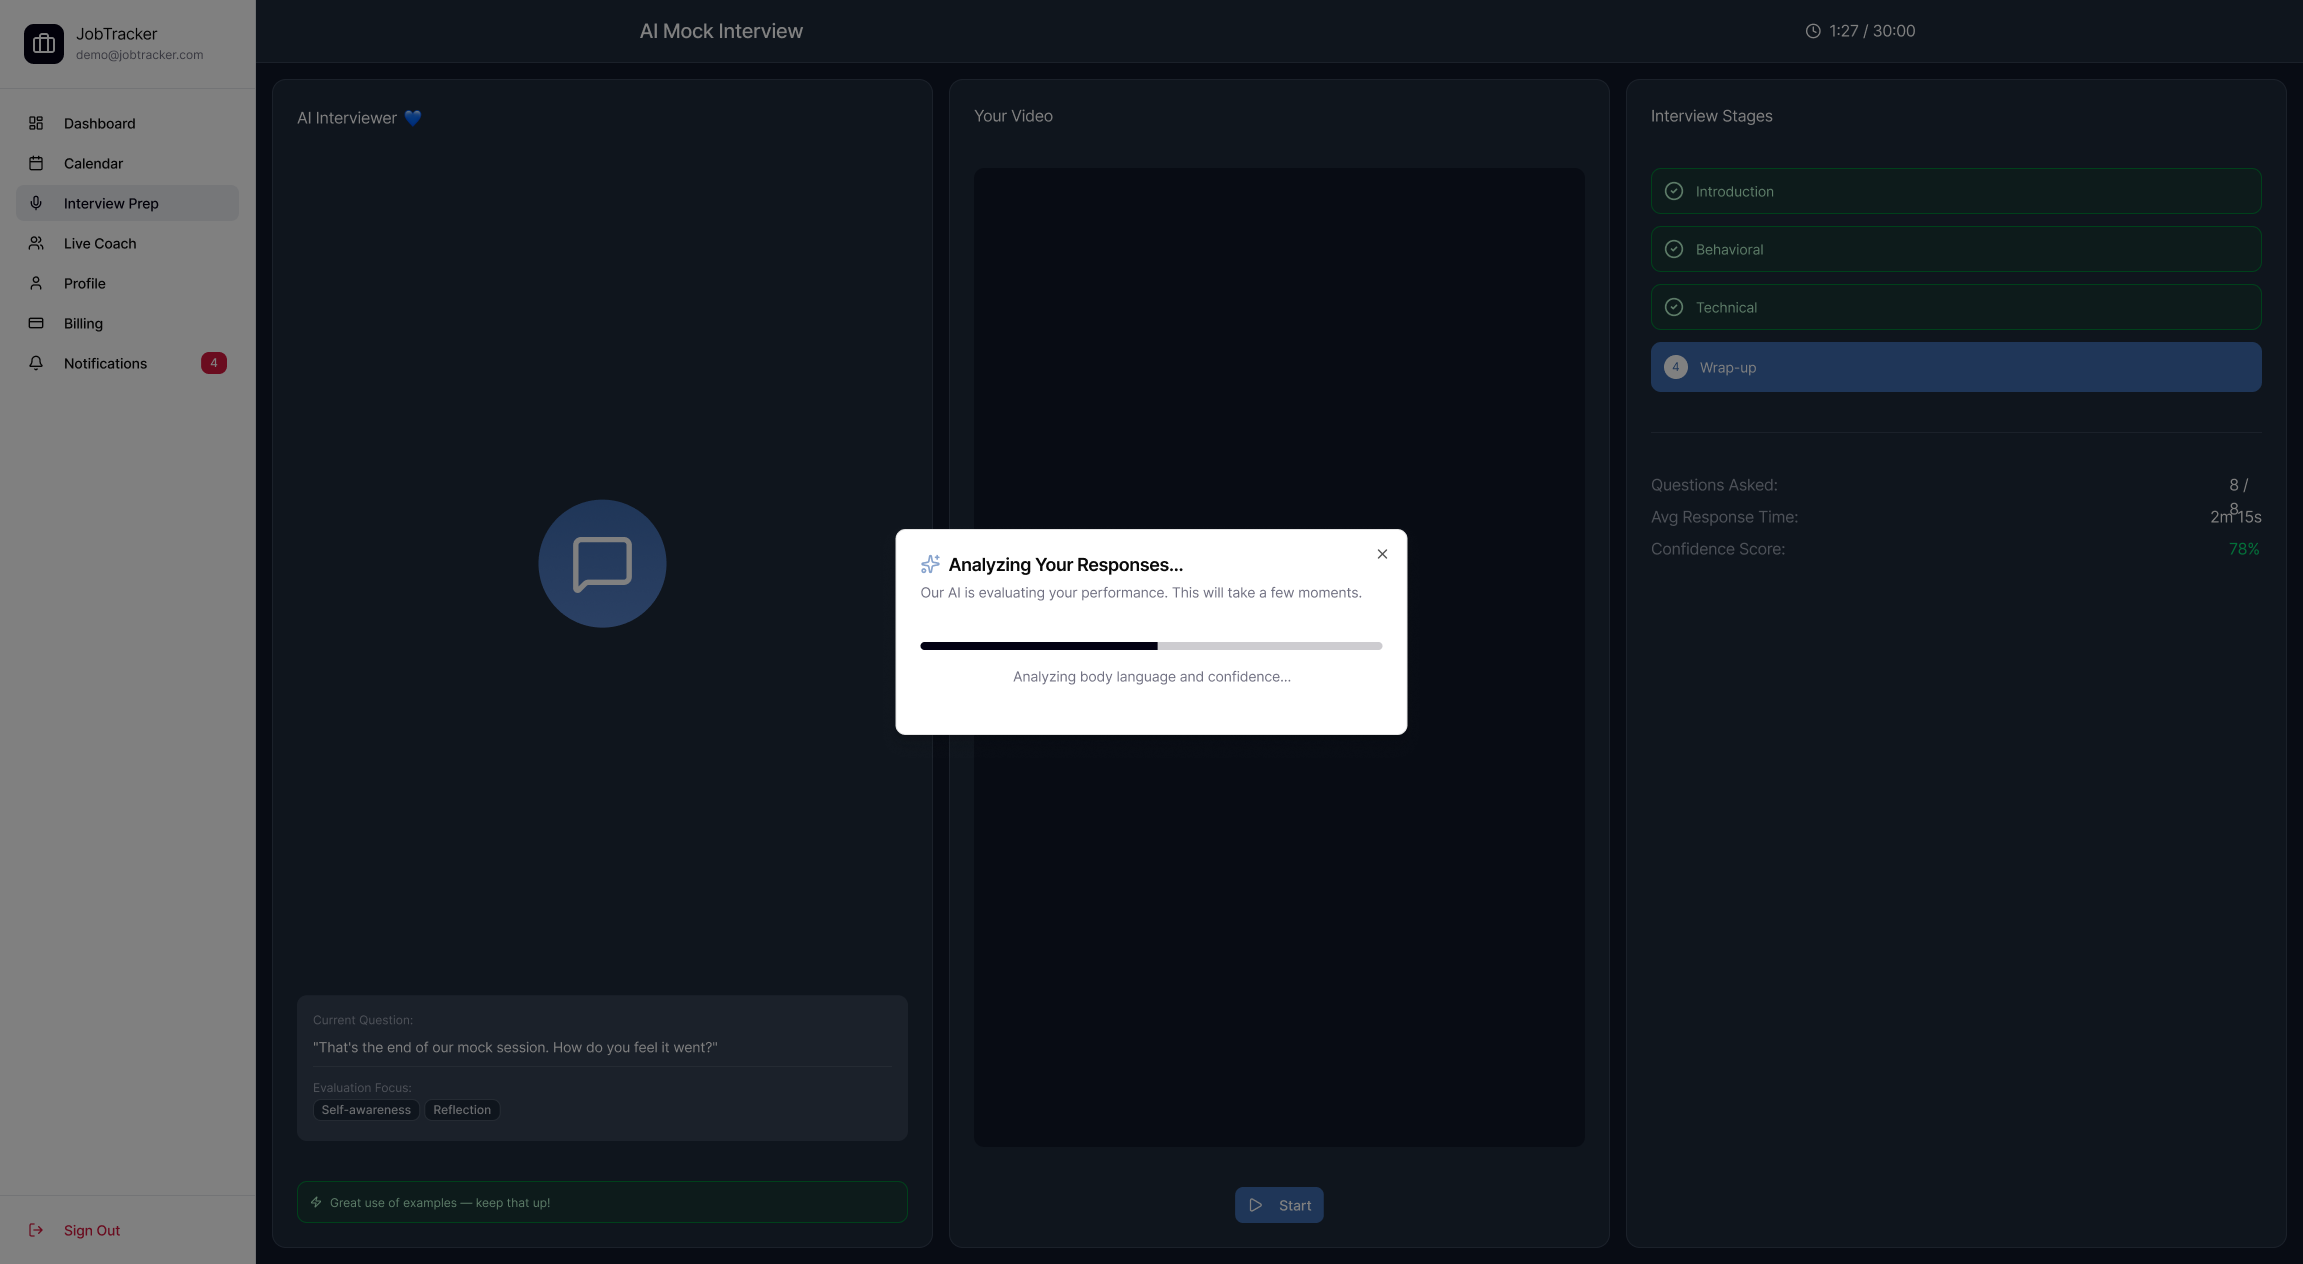 JobTracker
demo@jobtracker.com
Dashboard
Calendar
Interview Prep
Live Coach
Profile
Billing
Notifications
4
Sign Out
AI Mock Interview
1:27 / 30:00
AI Interviewer 💙
Current Question:
"That's the end of our mock session. How do you feel it went?"
Evaluation Focus:
Self-awareness
Reflection
Great use of examples — keep that up!
Your Video
Start
Analyzing Your Responses...
Our AI is evaluating your performance. This will take a few moments.
Analyzing body language and confidence...
Interview Stages
Introduction
Behavioral
Technical
4 Wrap-up
Questions Asked: 8 /
8
Avg Response Time: 2m 15s
Confidence Score: 78%